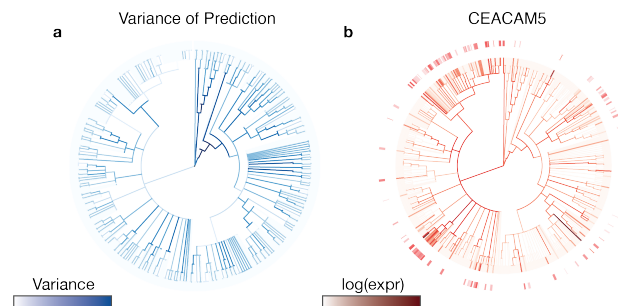 Variance of Prediction
CEACAM5
a
b
Variance
log(expr)